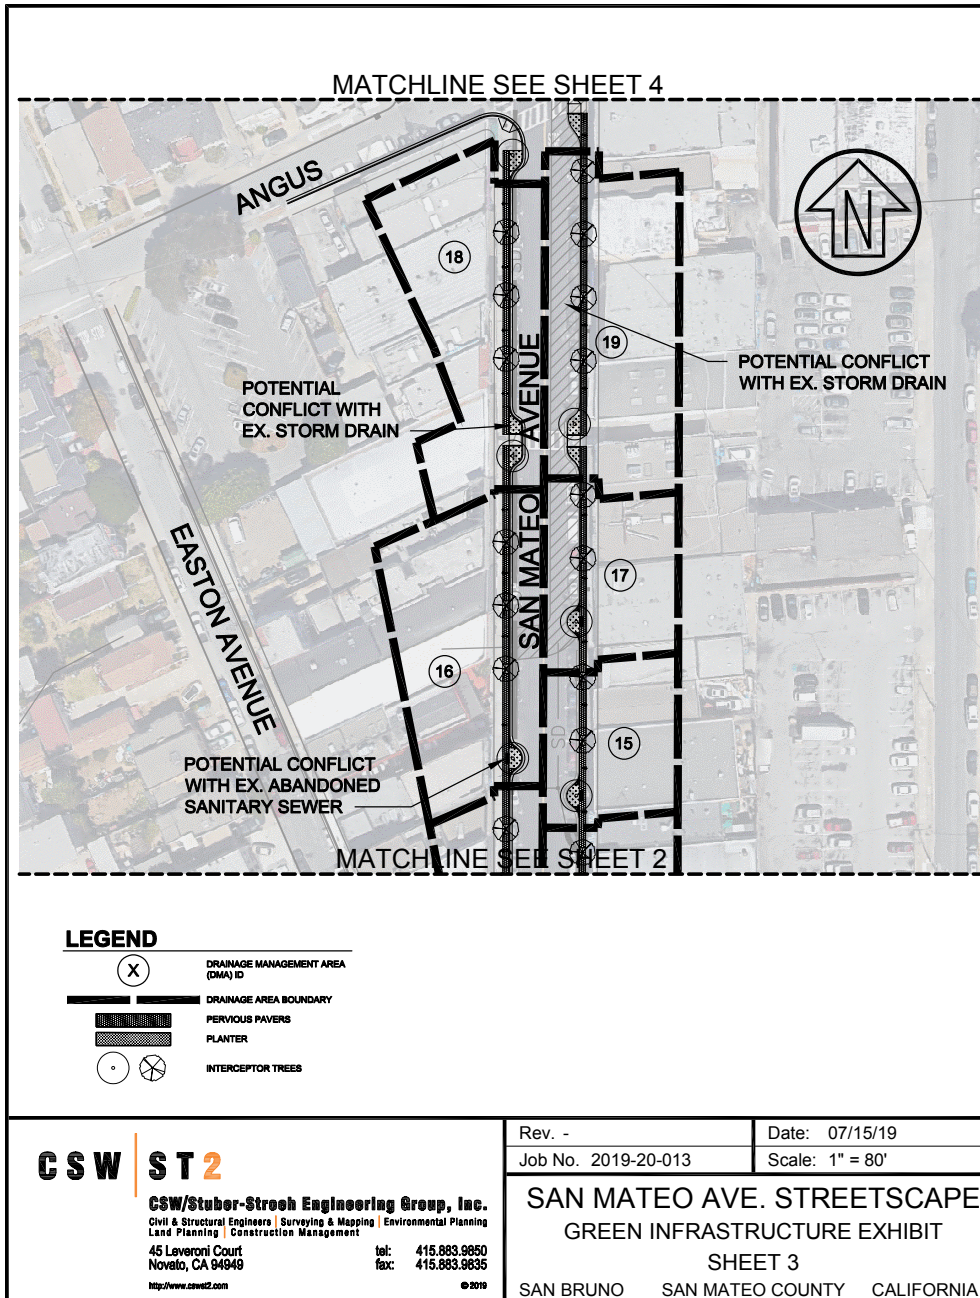 MATCHLINE SEE SHEET 4
ANGUS
18
SD
19
POTENTIAL CONFLICT
WITH EX. STORM DRAIN
POTENTIAL
CONFLICT WITH
EX. STORM DRAIN
SAN MATEO AVENUE
EASTON AVENUE
17
16
15
SD
POTENTIAL CONFLICT
WITH EX. ABANDONED
SANITARY SEWER
MATCHLINE SEE SHEET 2
N
LEGEND
X
DRAINAGE MANAGEMENT AREA
(DMA) ID
DRAINAGE AREA BOUNDARY
PERVIOUS PAVERS
PLANTER
INTERCEPTOR TREES
CSW ST2
CSW/Stuber-Stroeh Engineering Group, Inc.
Civil & Structural Engineers | Surveying & Mapping | Environmental Planning
Land Planning | Construction Management
45 Leveroni Court tel: 415.883.9850
Novato, CA 94949 fax: 415.883.9835
http://www.cswst2.com © 2019
Rev. - Date: 07/15/19
Job No. 2019-20-013 Scale: 1" = 80'
SAN MATEO AVE. STREETSCAPE
GREEN INFRASTRUCTURE EXHIBIT
SHEET 3
SAN BRUNO SAN MATEO COUNTY CALIFORNIA